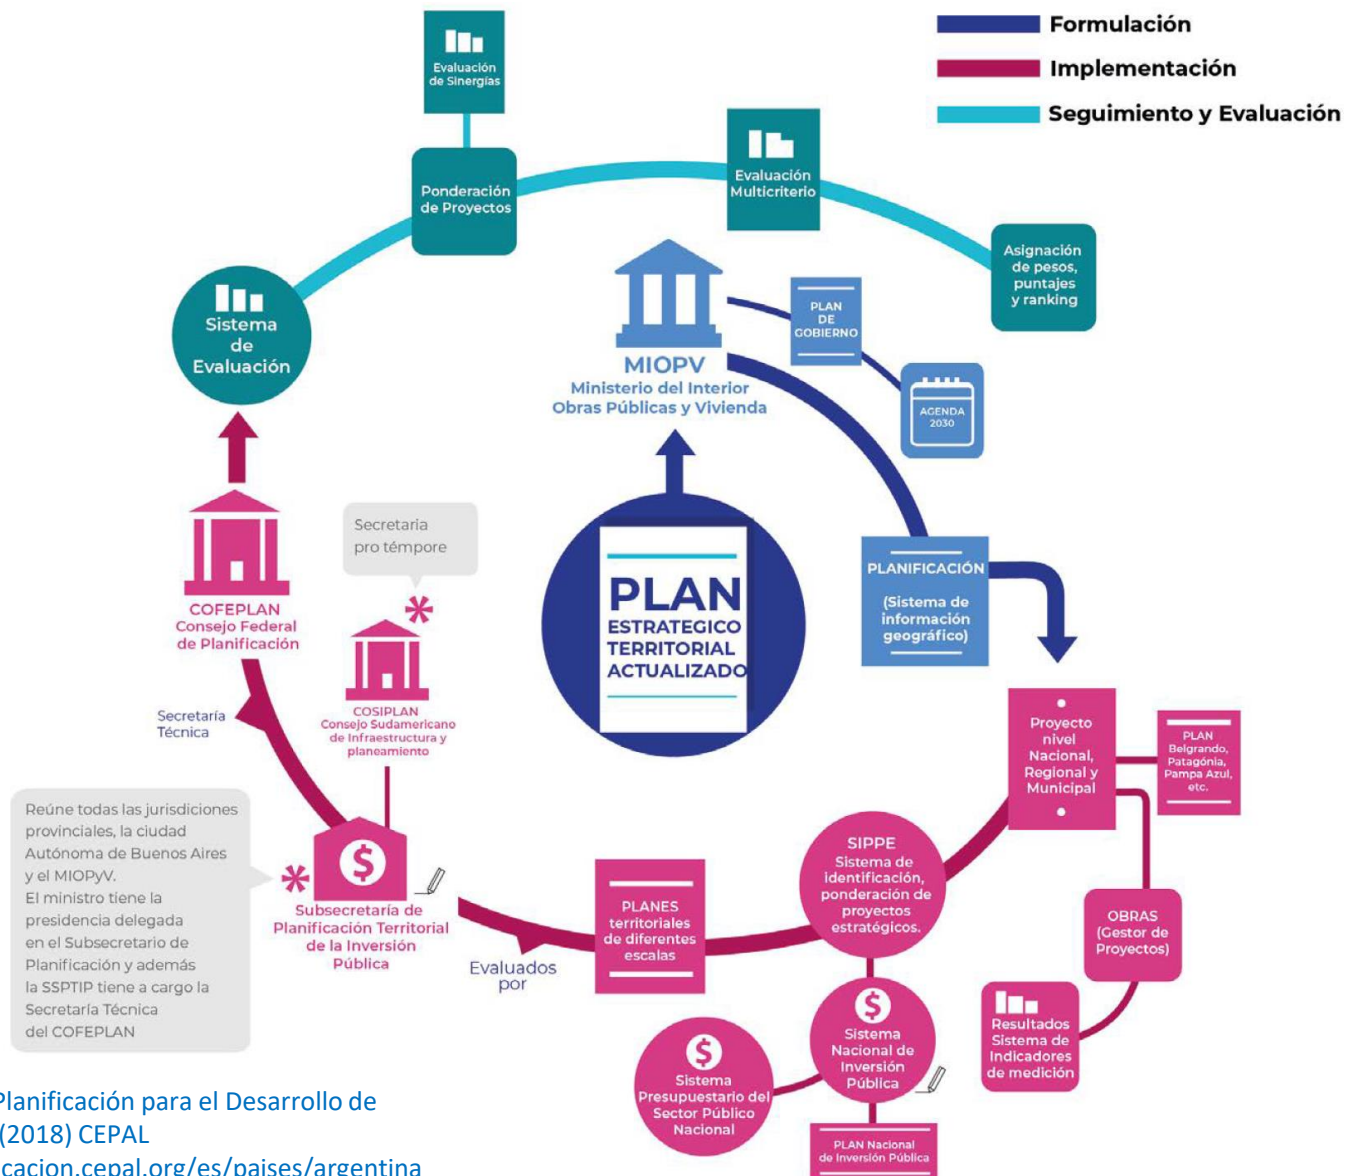 Formulación
Implementación
Seguimiento y Evaluación
Evaluación
de Sinergías
Ponderación
de Proyectos
Evaluación
Multicriterio
Asignación
de pesos,
puntajes
y ranking
Sistema
de
Evaluación
MIOPV
Ministerio del Interior
Obras Públicas y Vivienda
PLAN
DE
GOBIERNO
AGENDA
2030
PLAN
ESTRATEGICO
TERRITORIAL
ACTUALIZADO
PLANIFICACIÓN
(Sistema de
información
geográfico)
COFEPLAN
Consejo Federal
de Planificación
Secretaria
pro témpore
*
COSIPLAN
Consejo Sudamericano
de Infraestructura y
planeamiento
Secretaría
Técnica
Reúne todas las jurisdiciones
provinciales, la ciudad
Autónoma de Buenos Aires
y el MIOPyV.
El ministro tiene la
presidencia delegada
en el Subsecretario de
Planificación y además
la SSPTIP tiene a cargo la
Secretaría Técnica
del COFEPLAN
*
$
Subsecretaría de
Planificación Territorial
de la Inversión
Pública
Evaluados
por
PLANES
territoriales
de diferentes
escalas
SIPPE
Sistema de
identificación,
ponderación de
proyectos
estratégicos.
Proyecto
nivel
Nacional,
Regional y
Municipal
PLAN
Belgrando,
Patagónia,
Pampa Azul,
etc.
OBRAS
(Gestor de
Proyectos)
Resultados
Sistema de
Indicadores
de medición
$
Sistema
Nacional de
Inversión
Pública
$
Sistema
Presupuestario del
Sector Público
Nacional
PLAN Nacional
de Inversión Pública
Planificación para el Desarrollo de
(2018) CEPAL
cacion.cepal.org/es/paises/argentina